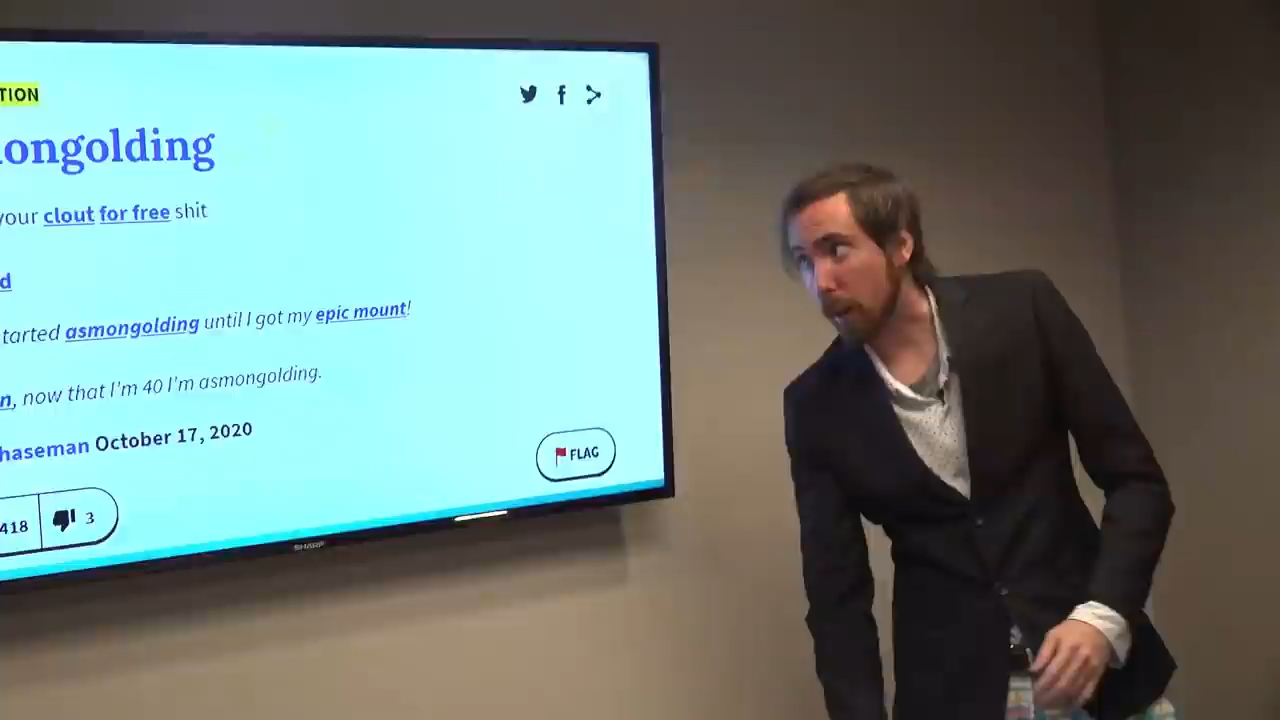 TION
ongolding
your clout for free shit
d
tarted asmongolding until I got my epic mount!
n, now that I'm 40 I'm asmongolding.
haseman October 17, 2020
FLAG
418 3
SHARP